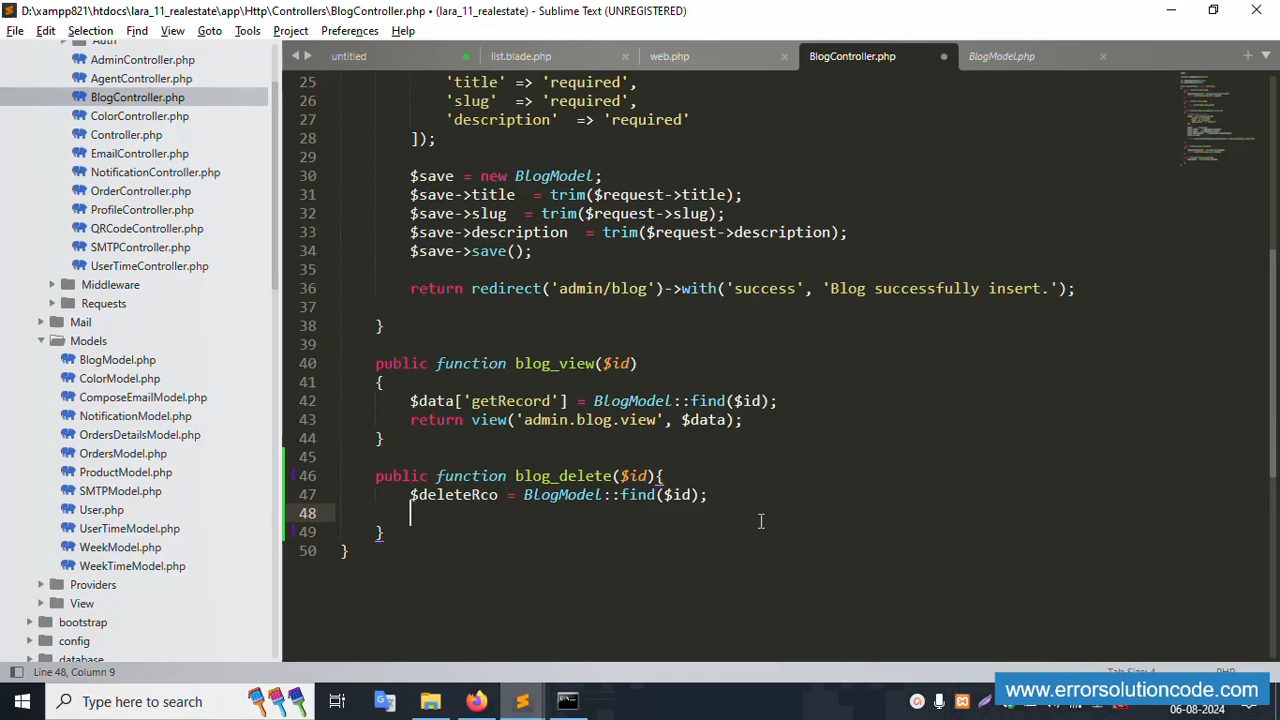 D:\xampp821\htdocs\lara_11_realestate\app\Http\Controllers\BlogController.php • (lara_11_realestate) - Sublime Text (UNREGISTERED)
File Edit Selection Find View Goto Tools Project Preferences Help
untitled list.blade.php web.php BlogController.php BlogModel.php
AdminController.php
AgentController.php
BlogController.php
ColorController.php
Controller.php
EmailController.php
NotificationController.php
OrderController.php
ProfileController.php
QRCodeController.php
SMTPController.php
UserTimeController.php
Middleware
Requests
Mail
Models
BlogModel.php
ColorModel.php
ComposeEmailModel.php
NotificationModel.php
OrdersDetailsModel.php
OrdersModel.php
ProductModel.php
SMTPModel.php
User.php
UserTimeModel.php
WeekModel.php
WeekTimeModel.php
Providers
View
bootstrap
config
database
25 'title' => 'required',
26 'slug' => 'required',
27 'description' => 'required'
28 ]);
29
30 $save = new BlogModel;
31 $save->title = trim($request->title);
32 $save->slug = trim($request->slug);
33 $save->description = trim($request->description);
34 $save->save();
35
36 return redirect('admin/blog')->with('success', 'Blog successfully insert.');
37
38 }
39
40 public function blog_view($id)
41 {
42 $data['getRecord'] = BlogModel::find($id);
43 return view('admin.blog.view', $data);
44 }
45
46 public function blog_delete($id){
47 $deleteRco = BlogModel::find($id);
48
49 }
50 }
Line 48, Column 9
Type here to search
www.errorsolutioncode.com
06-08-2024